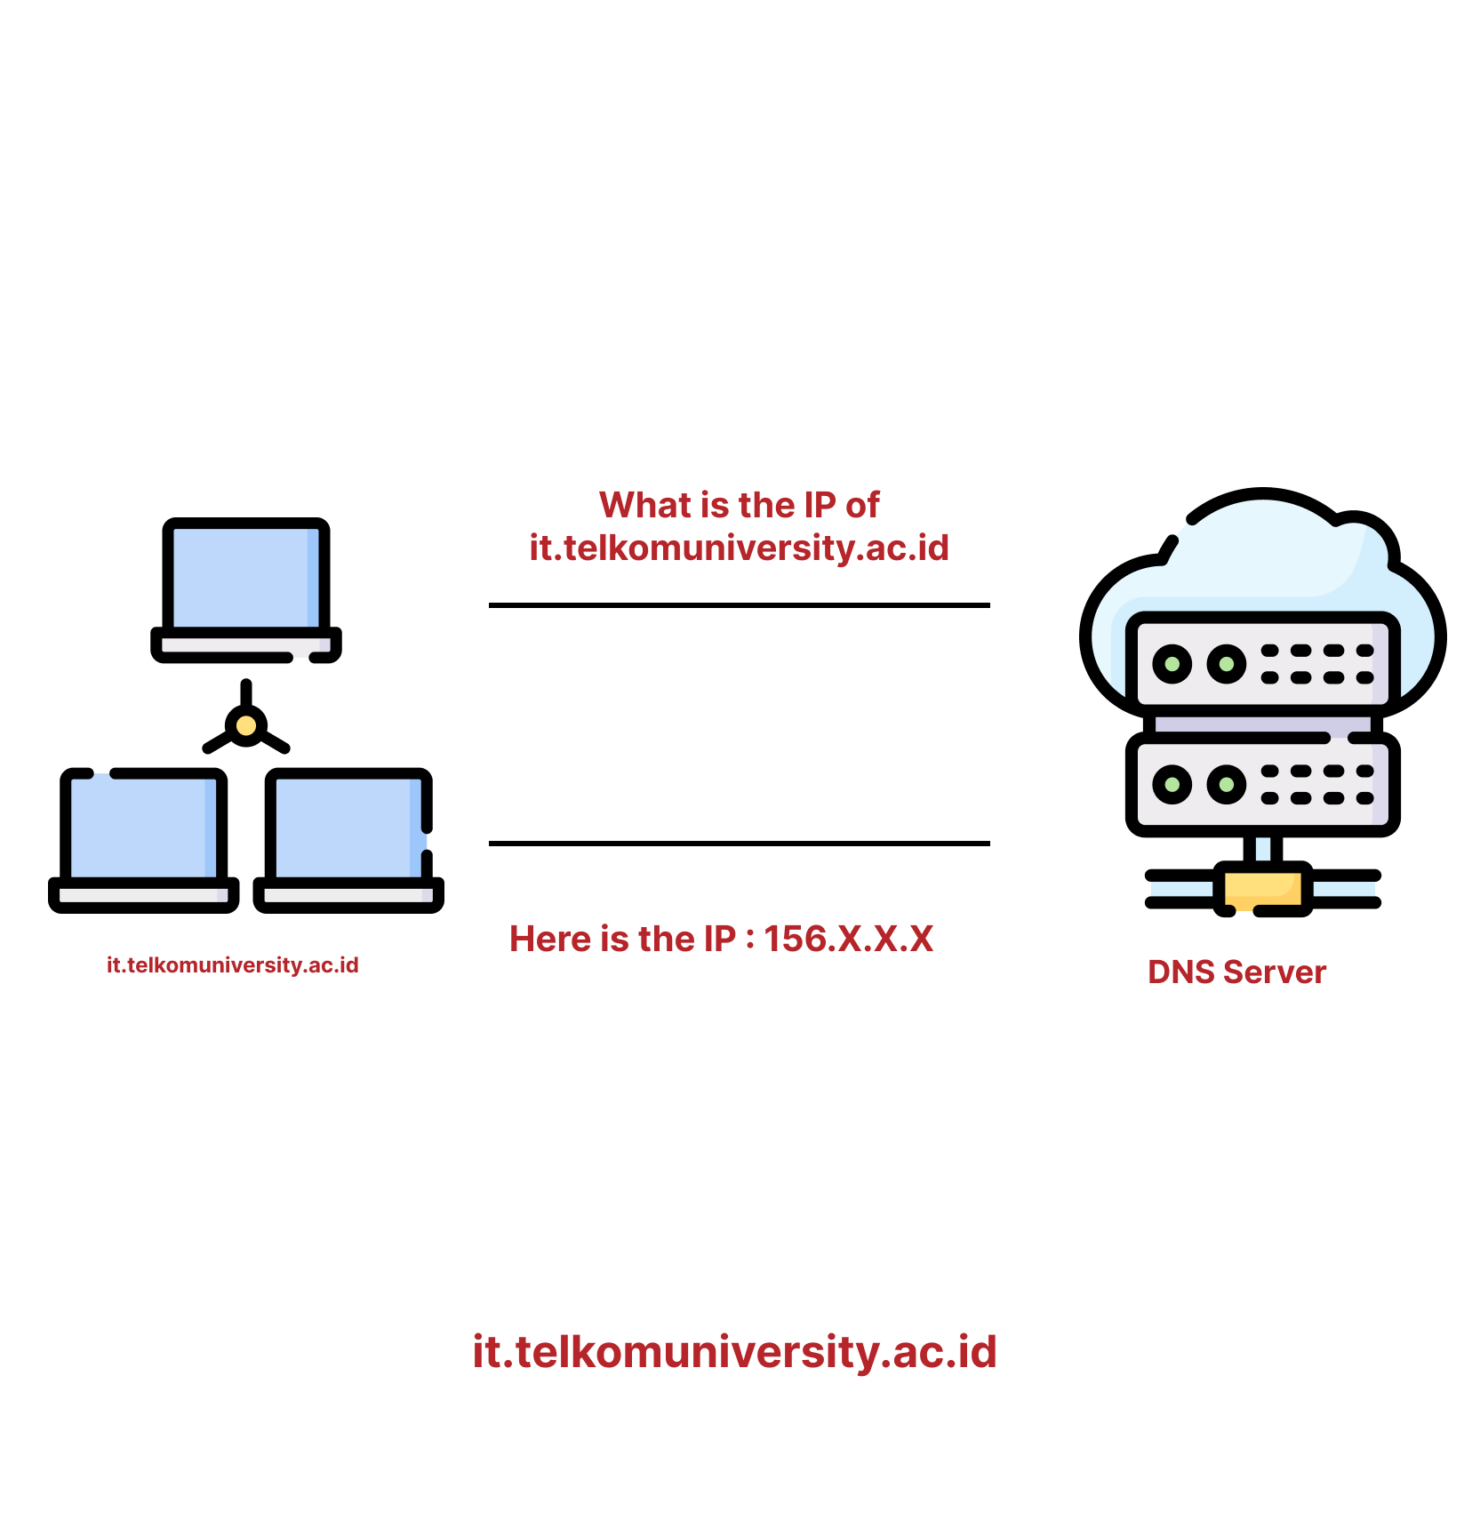 What is the IP of
it.telkomuniversity.ac.id
Here is the IP : 156.X.X.X
it.telkomuniversity.ac.id
DNS Server
it.telkomuniversity.ac.id